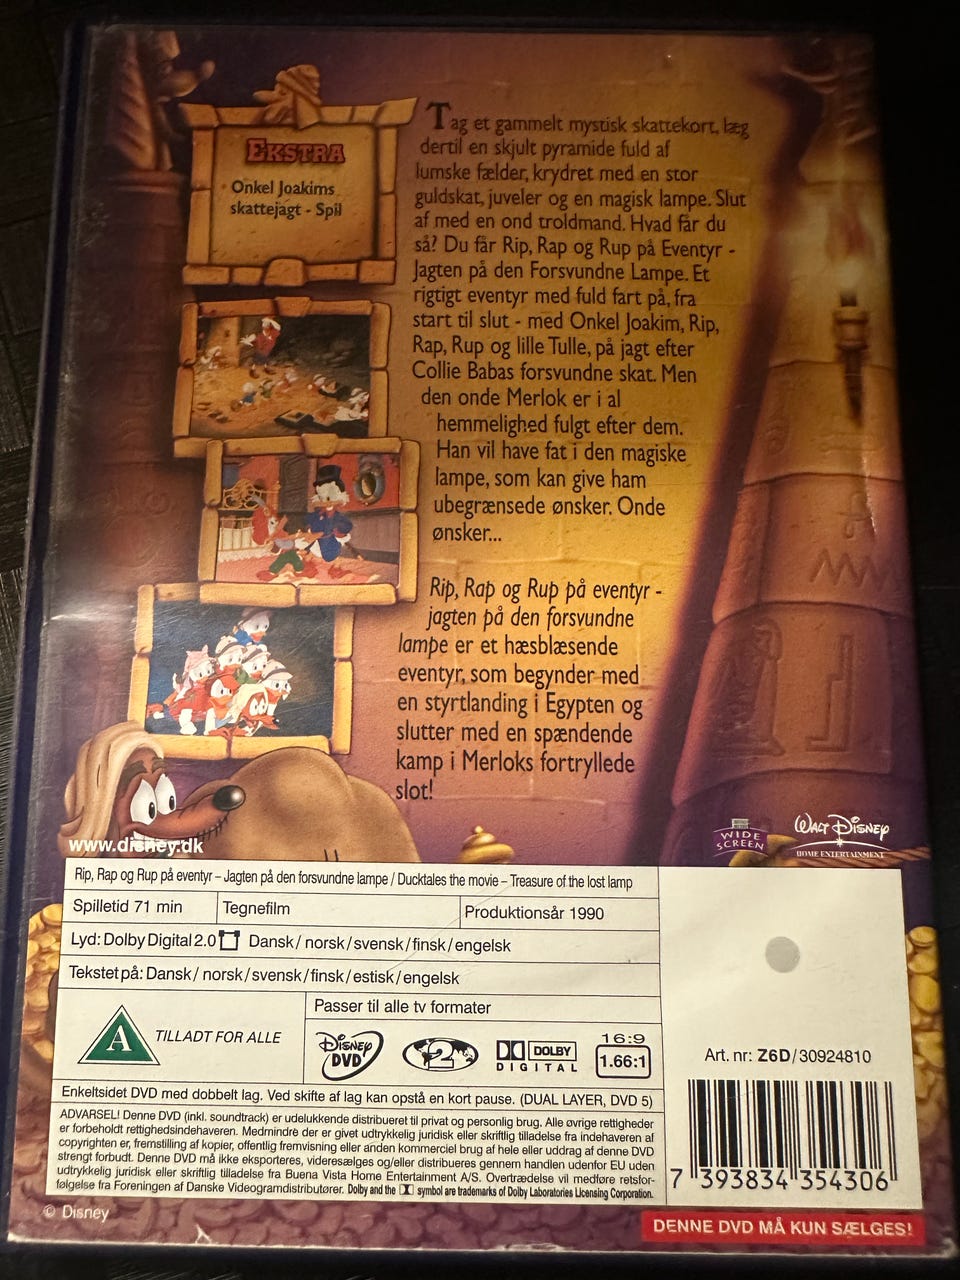 EKSTRA
Onkel Joakims
skattejagt - Spil
Tag et gammelt mystisk skattekort, læg
dertil en skjult pyramide fuld af
lumske fælder, krydret med en stor
guldskat, juveler og en magisk lampe. Slut
af med en ond troldmand. Hvad får du
så? Du får Rip, Rap og Rup på Eventyr -
Jagten på den Forsvundne Lampe. Et
rigtigt eventyr med fuld fart på, fra
start til slut - med Onkel Joakim, Rip,
Rap, Rup og lille Tulle, på jagt efter
Collie Babas forsvundne skat. Men
den onde Merlok er i al
hemmelighed fulgt efter dem.
Han vil have fat i den magiske
lampe, som kan give ham
ubegrænsede ønsker. Onde
ønsker...
Rip, Rap og Rup på eventyr -
jagten på den forsvundne
lampe er et hæsblæsende
eventyr, som begynder med
en styrtlanding i Egypten og
slutter med en spændende
kamp i Merloks fortryllede
slot!
www.disney.dk
WIDE
SCREEN
WALT DISNEY
HOME ENTERTAINMENT
Rip, Rap og Rup på eventyr – Jagten på den forsvundne lampe / Ducktales the movie – Treasure of the lost lamp
Spilletid 71 min
Tegnefilm
Produktionsår 1990
Lyd: Dolby Digital 2.0 Dansk / norsk / svensk / finsk / engelsk
Tekstet på: Dansk / norsk / svensk / finsk / estisk / engelsk
A
TILLADT FOR ALLE
Passer til alle tv formater
DISNEY
DVD
2
DOLBY
DIGITAL
16:9
1.66:1
Art. nr: Z6D/30924810
Enkeltsidet DVD med dobbelt lag. Ved skifte af lag kan opstå en kort pause. (DUAL LAYER, DVD 5)
ADVARSEL! Denne DVD (inkl. soundtrack) er udelukkende distribueret til privat og personlig brug. Alle øvrige rettigheder
er forbeholdt rettighedsindehaveren. Medmindre der er givet udtrykkelig juridisk eller skriftlig tilladelse fra indehaveren af
copyrighten er, fremstilling af kopier, offentlig fremvisning eller anden kommerciel brug af hele eller uddrag af denne DVD
strengt forbudt. Denne DVD må ikke eksporteres, videresælges og/eller distribueres gennem handlen udenfor EU uden
udtrykkelig juridisk eller skriftlig tilladelse fra Buena Vista Home Entertainment A/S. Overtrædelse vil medføre retsfor-
følgelse fra Foreningen af Danske Videogramdistributører. Dolby and the symbol are trademarks of Dolby Laboratories Licensing Corporation.
7 393834 354306
© Disney
DENNE DVD MÅ KUN SÆLGES!